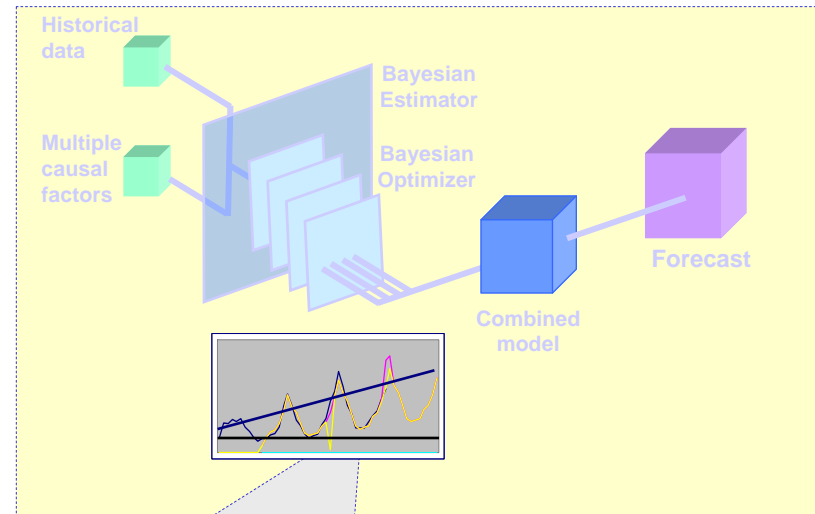 Historical
data
Bayesian
Estimator
Multiple
causal
factors
Bayesian
Optimizer
Forecast
Combined
model